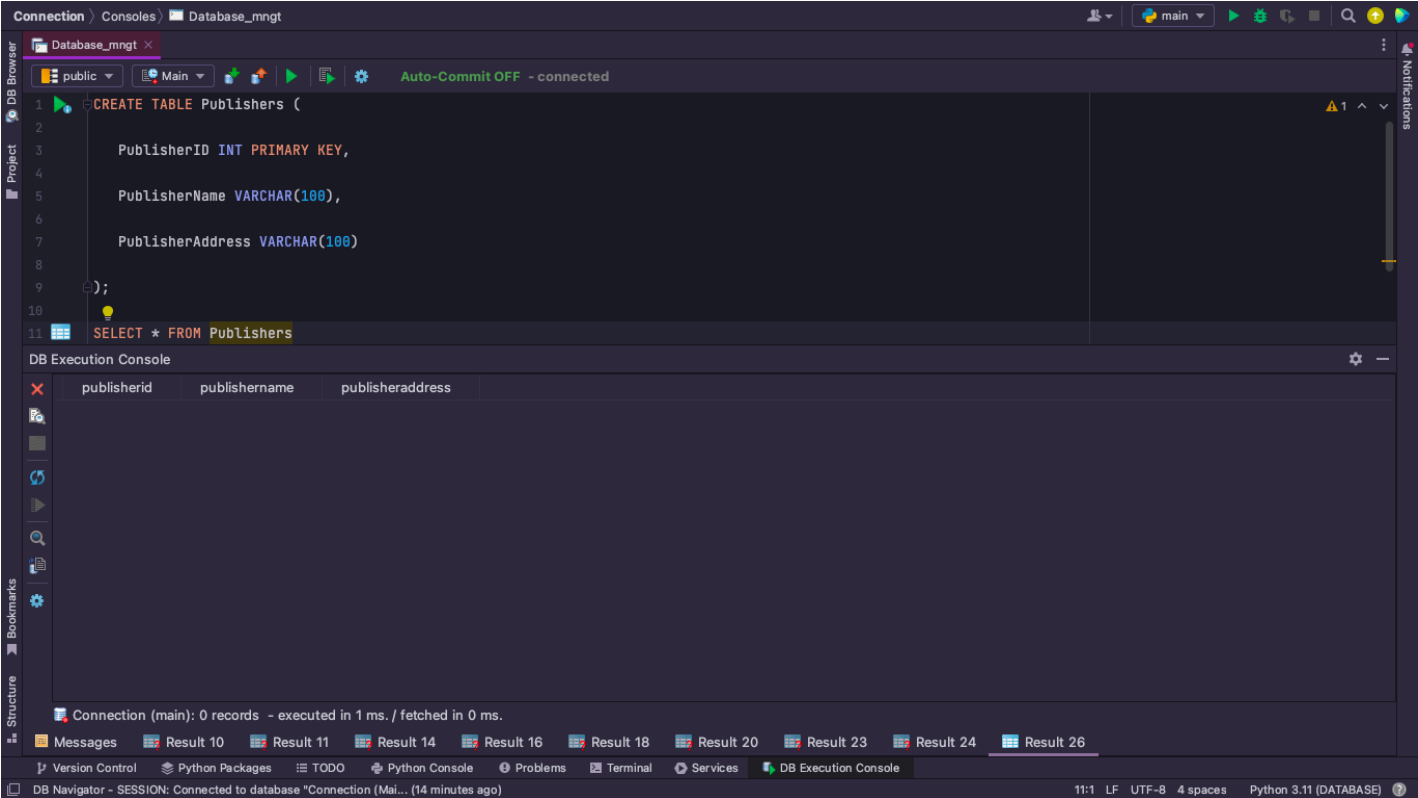 Connection 〉 Consoles 〉 Database_mngt
main
Database_mngt
public Main Auto-Commit OFF - connected
1 CREATE TABLE Publishers (
2
3 PublisherID INT PRIMARY KEY,
4
5 PublisherName VARCHAR(100),
6
7 PublisherAddress VARCHAR(100)
8
9 );
10
11 SELECT * FROM Publishers
1
DB Browser
Project
Bookmarks
Structure
Notifications
DB Execution Console
publisherid publishername publisheraddress
Connection (main): 0 records - executed in 1 ms. / fetched in 0 ms.
Messages Result 10 Result 11 Result 14 Result 16 Result 18 Result 20 Result 23 Result 24 Result 26
Version Control Python Packages TODO Python Console Problems Terminal Services DB Execution Console
DB Navigator - SESSION: Connected to database "Connection (Mai... (14 minutes ago) 11:1 LF UTF-8 4 spaces Python 3.11 (DATABASE)